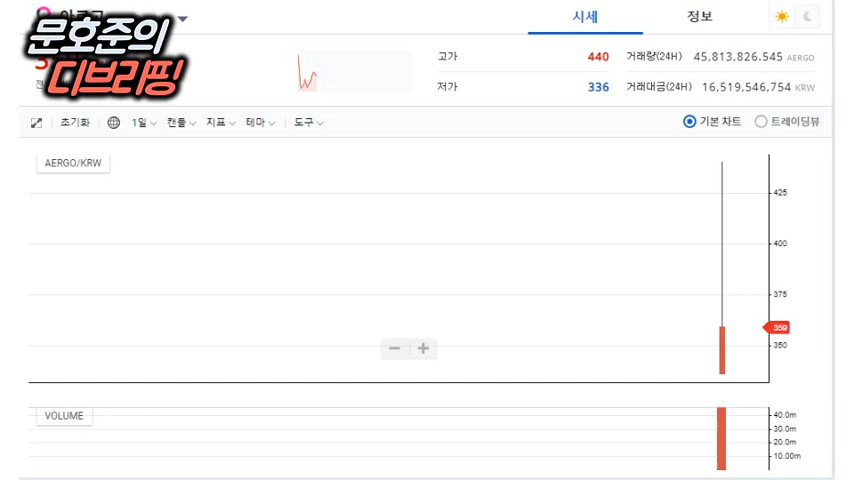 문호준의
디브리핑
시세
정보
고가
440
거래량(24H)
45,813,826.545 AERGO
저가
336
거래대금(24H)
16,519,546,754 KRW
초기화
1일
캔들
지표
테마
도구
기본 차트
트레이딩뷰
AERGO/KRW
425
400
375
359
350
VOLUME
40.0m
30.0m
20.0m
10.00m